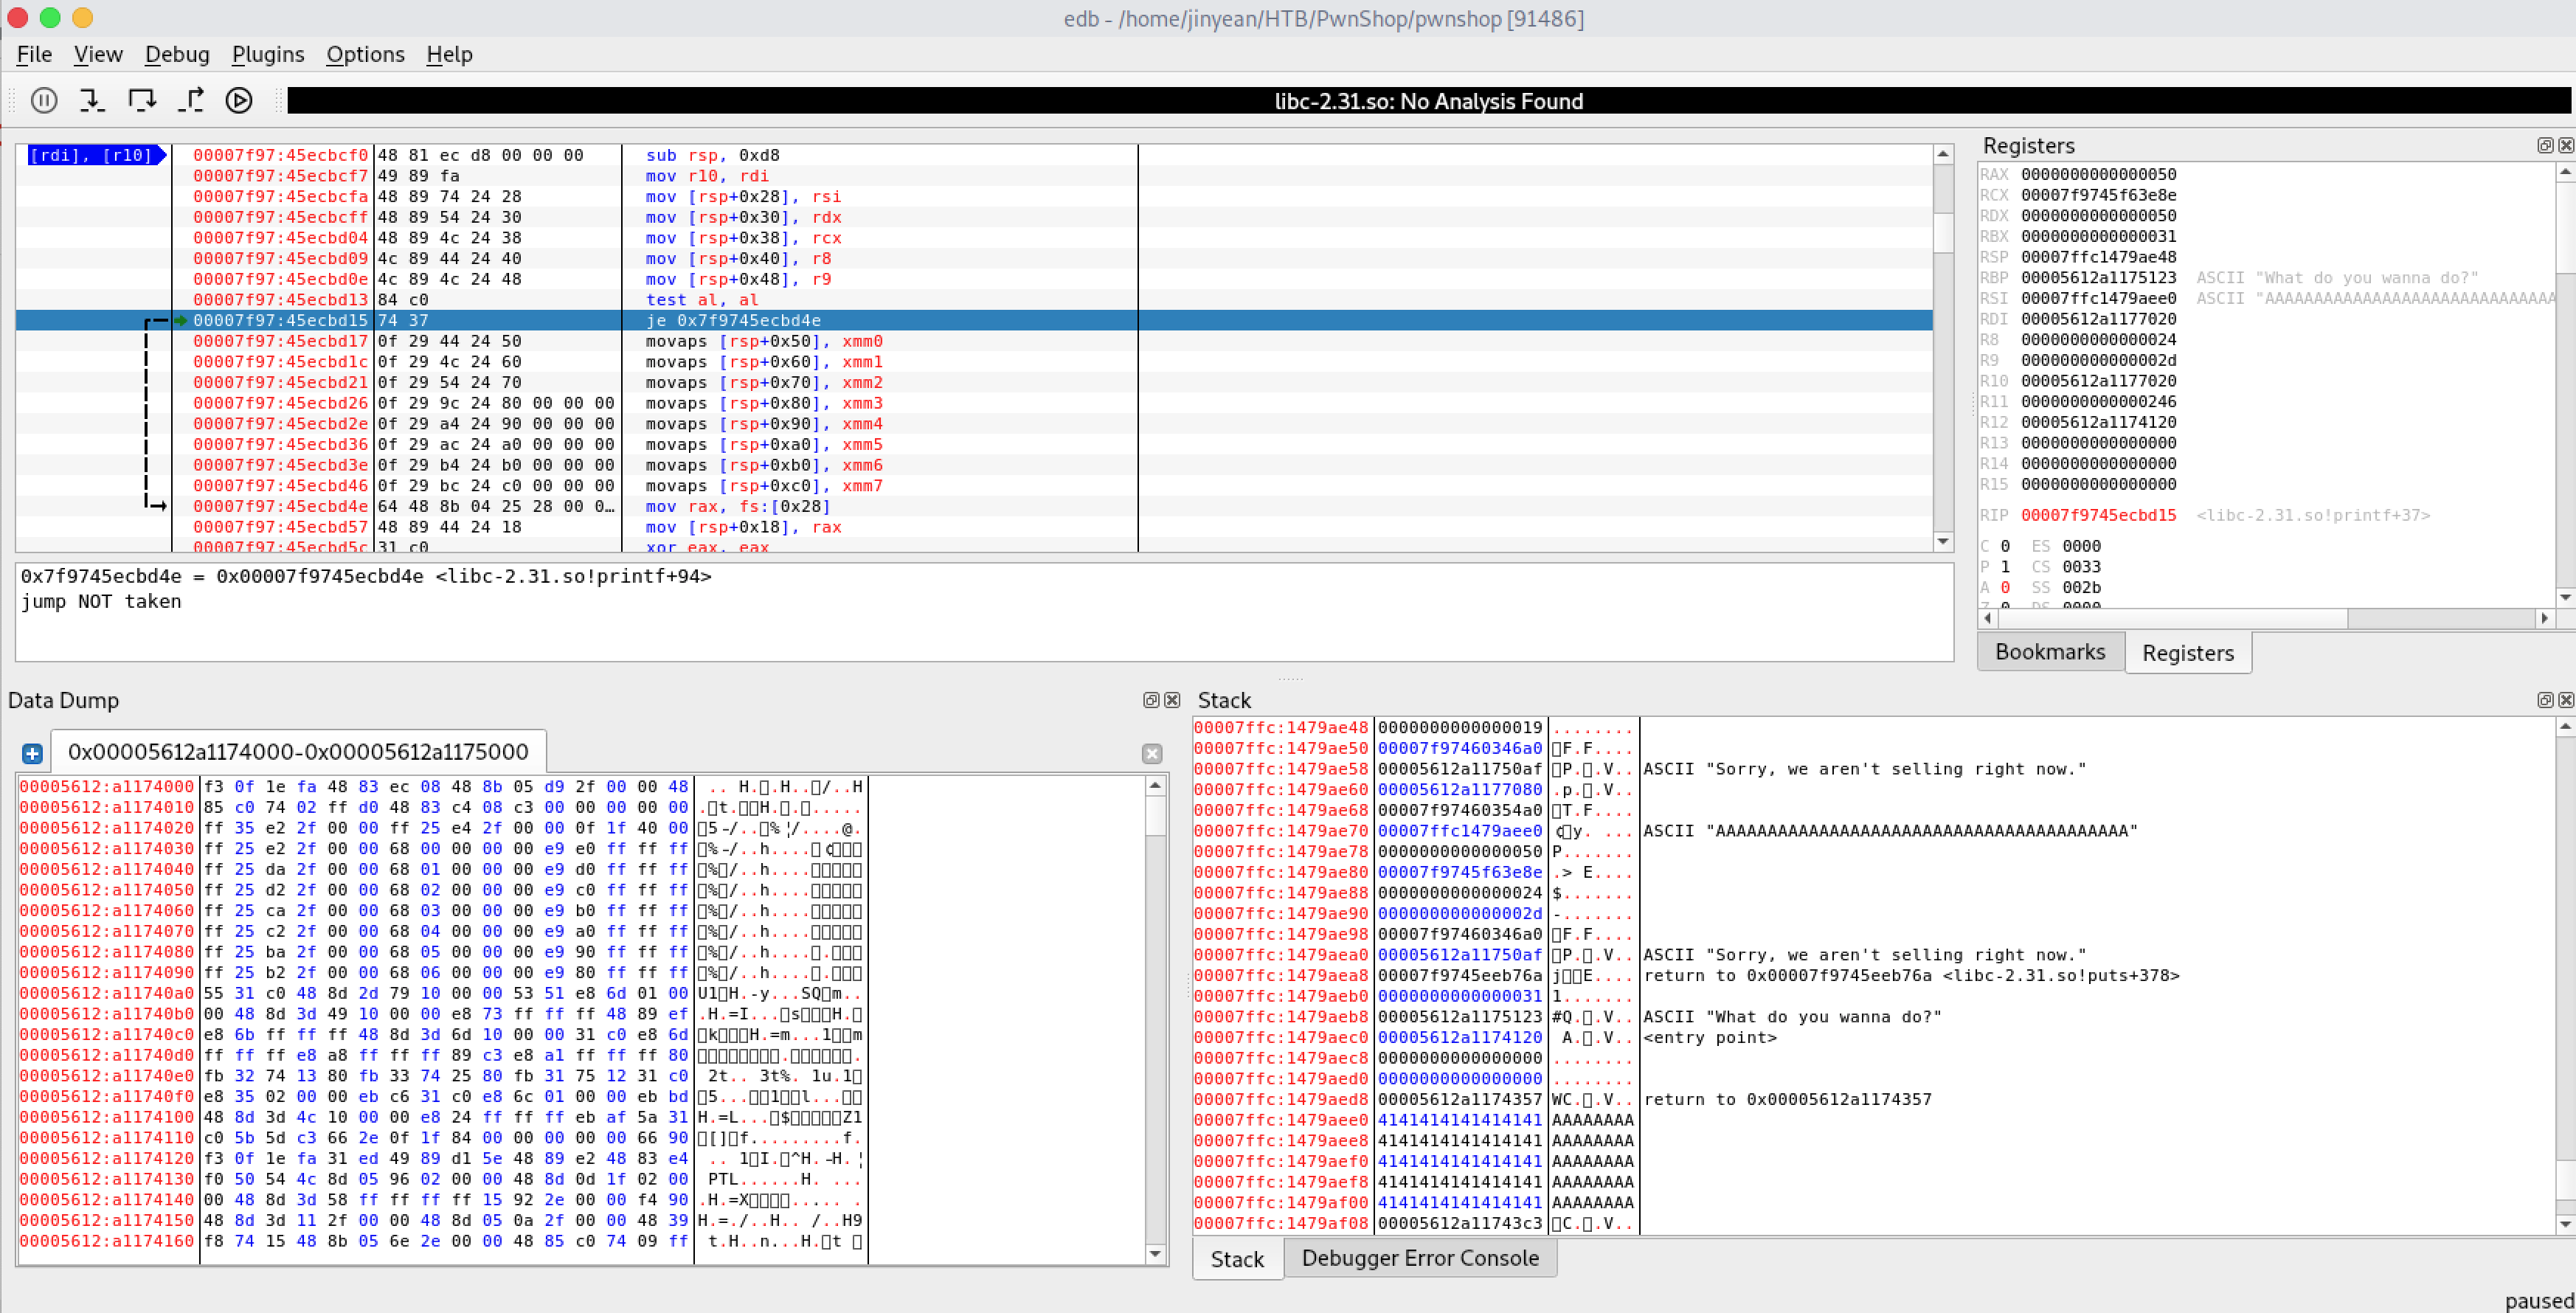 edb - /home/jinyean/HTB/PwnShop/pwnshop [91486]
File View Debug Plugins Options Help
libc-2.31.so: No Analysis Found
[rdi], [r10]
00007f97:45ecbcf0 48 81 ec d8 00 00 00 sub rsp, 0xd8
00007f97:45ecbcf7 49 89 fa mov r10, rdi
00007f97:45ecbcfa 48 89 74 24 28 mov [rsp+0x28], rsi
00007f97:45ecbcff 48 89 54 24 30 mov [rsp+0x30], rdx
00007f97:45ecbd04 48 89 4c 24 38 mov [rsp+0x38], rcx
00007f97:45ecbd09 4c 89 44 24 40 mov [rsp+0x40], r8
00007f97:45ecbd0e 4c 89 4c 24 48 mov [rsp+0x48], r9
00007f97:45ecbd13 84 c0 test al, al
00007f97:45ecbd15 74 37 je 0x7f9745ecbd4e
00007f97:45ecbd17 0f 29 44 24 50 movaps [rsp+0x50], xmm0
00007f97:45ecbd1c 0f 29 4c 24 60 movaps [rsp+0x60], xmm1
00007f97:45ecbd21 0f 29 54 24 70 movaps [rsp+0x70], xmm2
00007f97:45ecbd26 0f 29 9c 24 80 00 00 00 movaps [rsp+0x80], xmm3
00007f97:45ecbd2e 0f 29 a4 24 90 00 00 00 movaps [rsp+0x90], xmm4
00007f97:45ecbd36 0f 29 ac 24 a0 00 00 00 movaps [rsp+0xa0], xmm5
00007f97:45ecbd3e 0f 29 b4 24 b0 00 00 00 movaps [rsp+0xb0], xmm6
00007f97:45ecbd46 0f 29 bc 24 c0 00 00 00 movaps [rsp+0xc0], xmm7
00007f97:45ecbd4e 64 48 8b 04 25 28 00 0… mov rax, fs:[0x28]
00007f97:45ecbd57 48 89 44 24 18 mov [rsp+0x18], rax
00007f97:45ecbd5c 31 c0 xor eax, eax
0x7f9745ecbd4e = 0x00007f9745ecbd4e <libc-2.31.so!printf+94>
jump NOT taken
Registers
RAX 0000000000000050
RCX 00007f9745f63e8e
RDX 0000000000000050
RBX 0000000000000031
RSP 00007ffc1479ae48
RBP 00005612a1175123 ASCII "What do you wanna do?"
RSI 00007ffc1479aee0 ASCII "AAAAAAAAAAAAAAAAAAAAAAAAAAAAAA
RDI 00005612a1177020
R8 0000000000000024
R9 000000000000002d
R10 00005612a1177020
R11 0000000000000246
R12 00005612a1174120
R13 0000000000000000
R14 0000000000000000
R15 0000000000000000
RIP 00007f9745ecbd15 <libc-2.31.so!printf+37>
C 0 ES 0000
P 1 CS 0033
A 0 SS 002b
Z 0 DS 0000
Bookmarks Registers
Data Dump
0x00005612a1174000-0x00005612a1175000
00005612:a1174000 f3 0f 1e fa 48 83 ec 08 48 8b 05 d9 2f 00 00 48
00005612:a1174010 85 c0 74 02 ff d0 48 83 c4 08 c3 00 00 00 00 00
00005612:a1174020 ff 35 e2 2f 00 00 ff 25 e4 2f 00 00 0f 1f 40 00
00005612:a1174030 ff 25 e2 2f 00 00 68 00 00 00 00 e9 e0 ff ff ff
00005612:a1174040 ff 25 da 2f 00 00 68 01 00 00 00 e9 d0 ff ff ff
00005612:a1174050 ff 25 d2 2f 00 00 68 02 00 00 00 e9 c0 ff ff ff
00005612:a1174060 ff 25 ca 2f 00 00 68 03 00 00 00 e9 b0 ff ff ff
00005612:a1174070 ff 25 c2 2f 00 00 68 04 00 00 00 e9 a0 ff ff ff
00005612:a1174080 ff 25 ba 2f 00 00 68 05 00 00 00 e9 90 ff ff ff
00005612:a1174090 ff 25 b2 2f 00 00 68 06 00 00 00 e9 80 ff ff ff
00005612:a11740a0 55 31 c0 48 8d 2d 79 10 00 00 53 51 e8 6d 01 00
00005612:a11740b0 00 48 8d 3d 49 10 00 00 e8 73 ff ff ff 48 89 ef
00005612:a11740c0 e8 6b ff ff ff 48 8d 3d 6d 10 00 00 31 c0 e8 6d
00005612:a11740d0 ff ff ff e8 a8 ff ff ff 89 c3 e8 a1 ff ff ff 80
00005612:a11740e0 fb 32 74 13 80 fb 33 74 25 80 fb 31 75 12 31 c0
00005612:a11740f0 e8 35 02 00 00 eb c6 31 c0 e8 6c 01 00 00 eb bd
00005612:a1174100 48 8d 3d 4c 10 00 00 e8 24 ff ff ff eb af 5a 31
00005612:a1174110 c0 5b 5d c3 66 2e 0f 1f 84 00 00 00 00 00 66 90
00005612:a1174120 f3 0f 1e fa 31 ed 49 89 d1 5e 48 89 e2 48 83 e4
00005612:a1174130 f0 50 54 4c 8d 05 96 02 00 00 48 8d 0d 1f 02 00
00005612:a1174140 00 48 8d 3d 58 ff ff ff ff 15 92 2e 00 00 f4 90
00005612:a1174150 48 8d 3d 11 2f 00 00 48 8d 05 0a 2f 00 00 48 39
00005612:a1174160 f8 74 15 48 8b 05 6e 2e 00 00 48 85 c0 74 09 ff
Stack
00007ffc:1479ae48 0000000000000019 ........
00007ffc:1479ae50 00007f97460346a0
00007ffc:1479ae58 00005612a11750af ASCII "Sorry, we aren't selling right now."
00007ffc:1479ae60 00005612a1177080
00007ffc:1479ae68 00007f97460354a0
00007ffc:1479ae70 00007ffc1479aee0 ASCII "AAAAAAAAAAAAAAAAAAAAAAAAAAAAAAAAAAAAAAAA"
00007ffc:1479ae78 0000000000000050 P.......
00007ffc:1479ae80 00007f9745f63e8e .> E....
00007ffc:1479ae88 0000000000000024 $.......
00007ffc:1479ae90 000000000000002d -.......
00007ffc:1479ae98 00007f97460346a0
00007ffc:1479aea0 00005612a11750af ASCII "Sorry, we aren't selling right now."
00007ffc:1479aea8 00007f9745eeb76a return to 0x00007f9745eeb76a <libc-2.31.so!puts+378>
00007ffc:1479aeb0 0000000000000031 1.......
00007ffc:1479aeb8 00005612a1175123 ASCII "What do you wanna do?"
00007ffc:1479aec0 00005612a1174120 <entry point>
00007ffc:1479aec8 0000000000000000 ........
00007ffc:1479aed0 0000000000000000 ........
00007ffc:1479aed8 00005612a1174357 return to 0x00005612a1174357
00007ffc:1479aee0 4141414141414141 AAAAAAAA
00007ffc:1479aee8 4141414141414141 AAAAAAAA
00007ffc:1479aef0 4141414141414141 AAAAAAAA
00007ffc:1479aef8 4141414141414141 AAAAAAAA
00007ffc:1479af00 4141414141414141 AAAAAAAA
00007ffc:1479af08 00005612a11743c3
Stack Debugger Error Console
paused